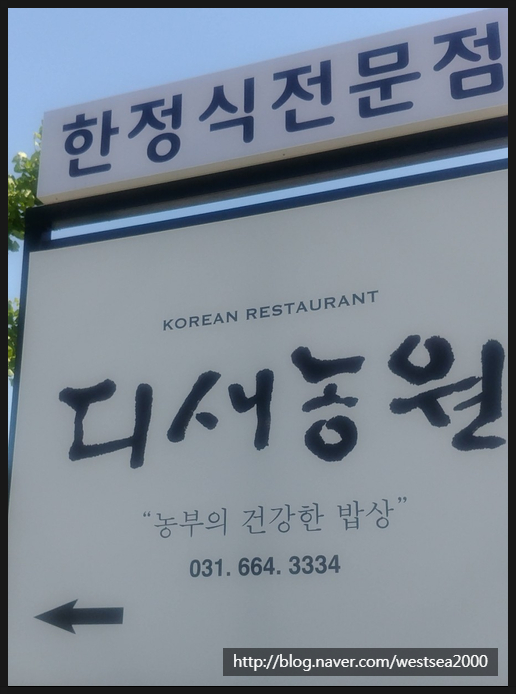 한정식전문점
KOREAN RESTAURANT
디새농원
“농부의 건강한 밥상”
031. 664. 3334
http://blog.naver.com/westsea2000